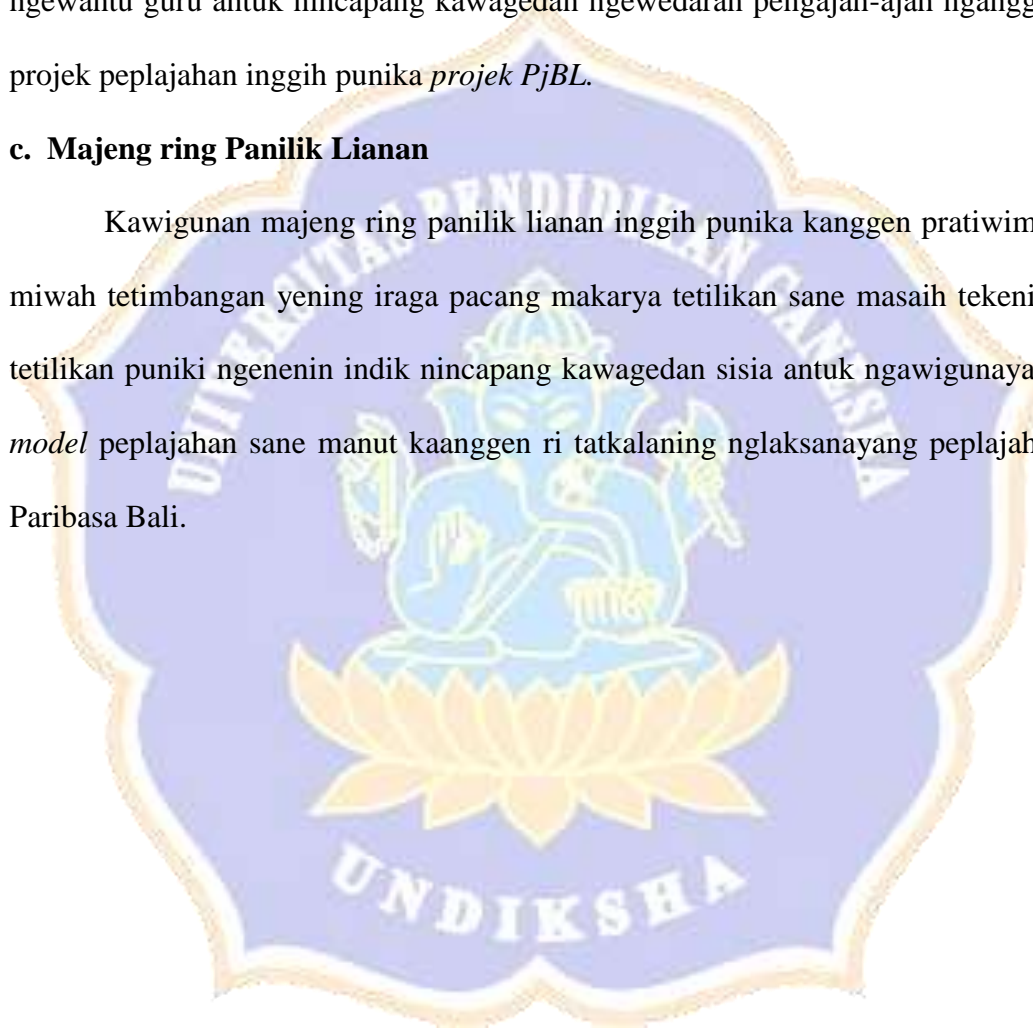 ngewantu guru antuk nincapang kawagedan ngewedaran pengajah-ajah
projek peplajahan inggih punika projek PjBL.
c. Majeng ring Panilik Lianan
Kawigunan majeng ring panilik lianan inggih punika kanggen pratiwim
miwah tetimbangan yening iraga pacang makarya tetilikan sane masaih tekeni
tetilikan puniki ngenenin indik nincapang kawagedan sisia antuk ngawigunaya
model peplajahan sane manut kaanggen ri tatkalaning nglaksanayang peplajah
Paribasa Bali.
UNIVERSITAS PENDIDIKAN GANESHA
UNDIKSHA